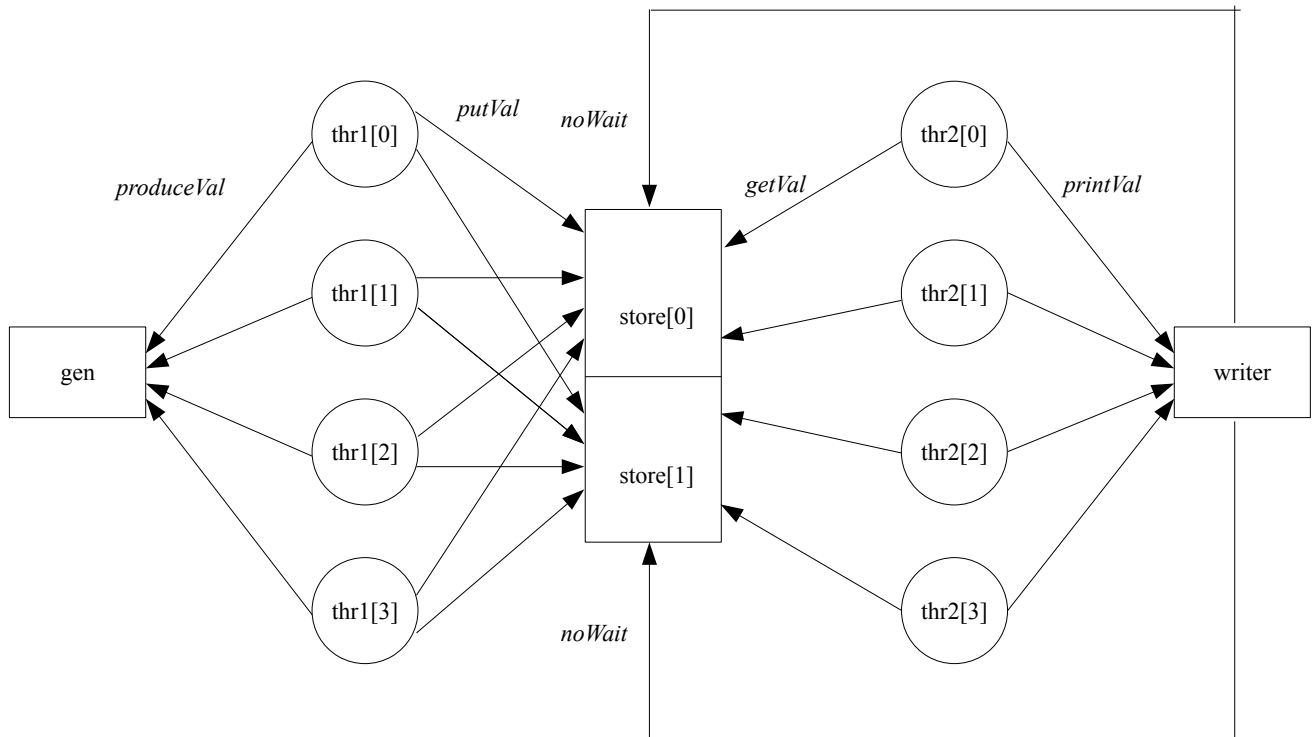 thr1[0]
putVal
noWait
thr2[0]
produceVal
getVal
printVal
thr1[1]
thr2[1]
store[0]
gen
writer
thr1[2]
thr2[2]
store[1]
thr1[3]
thr2[3]
noWait